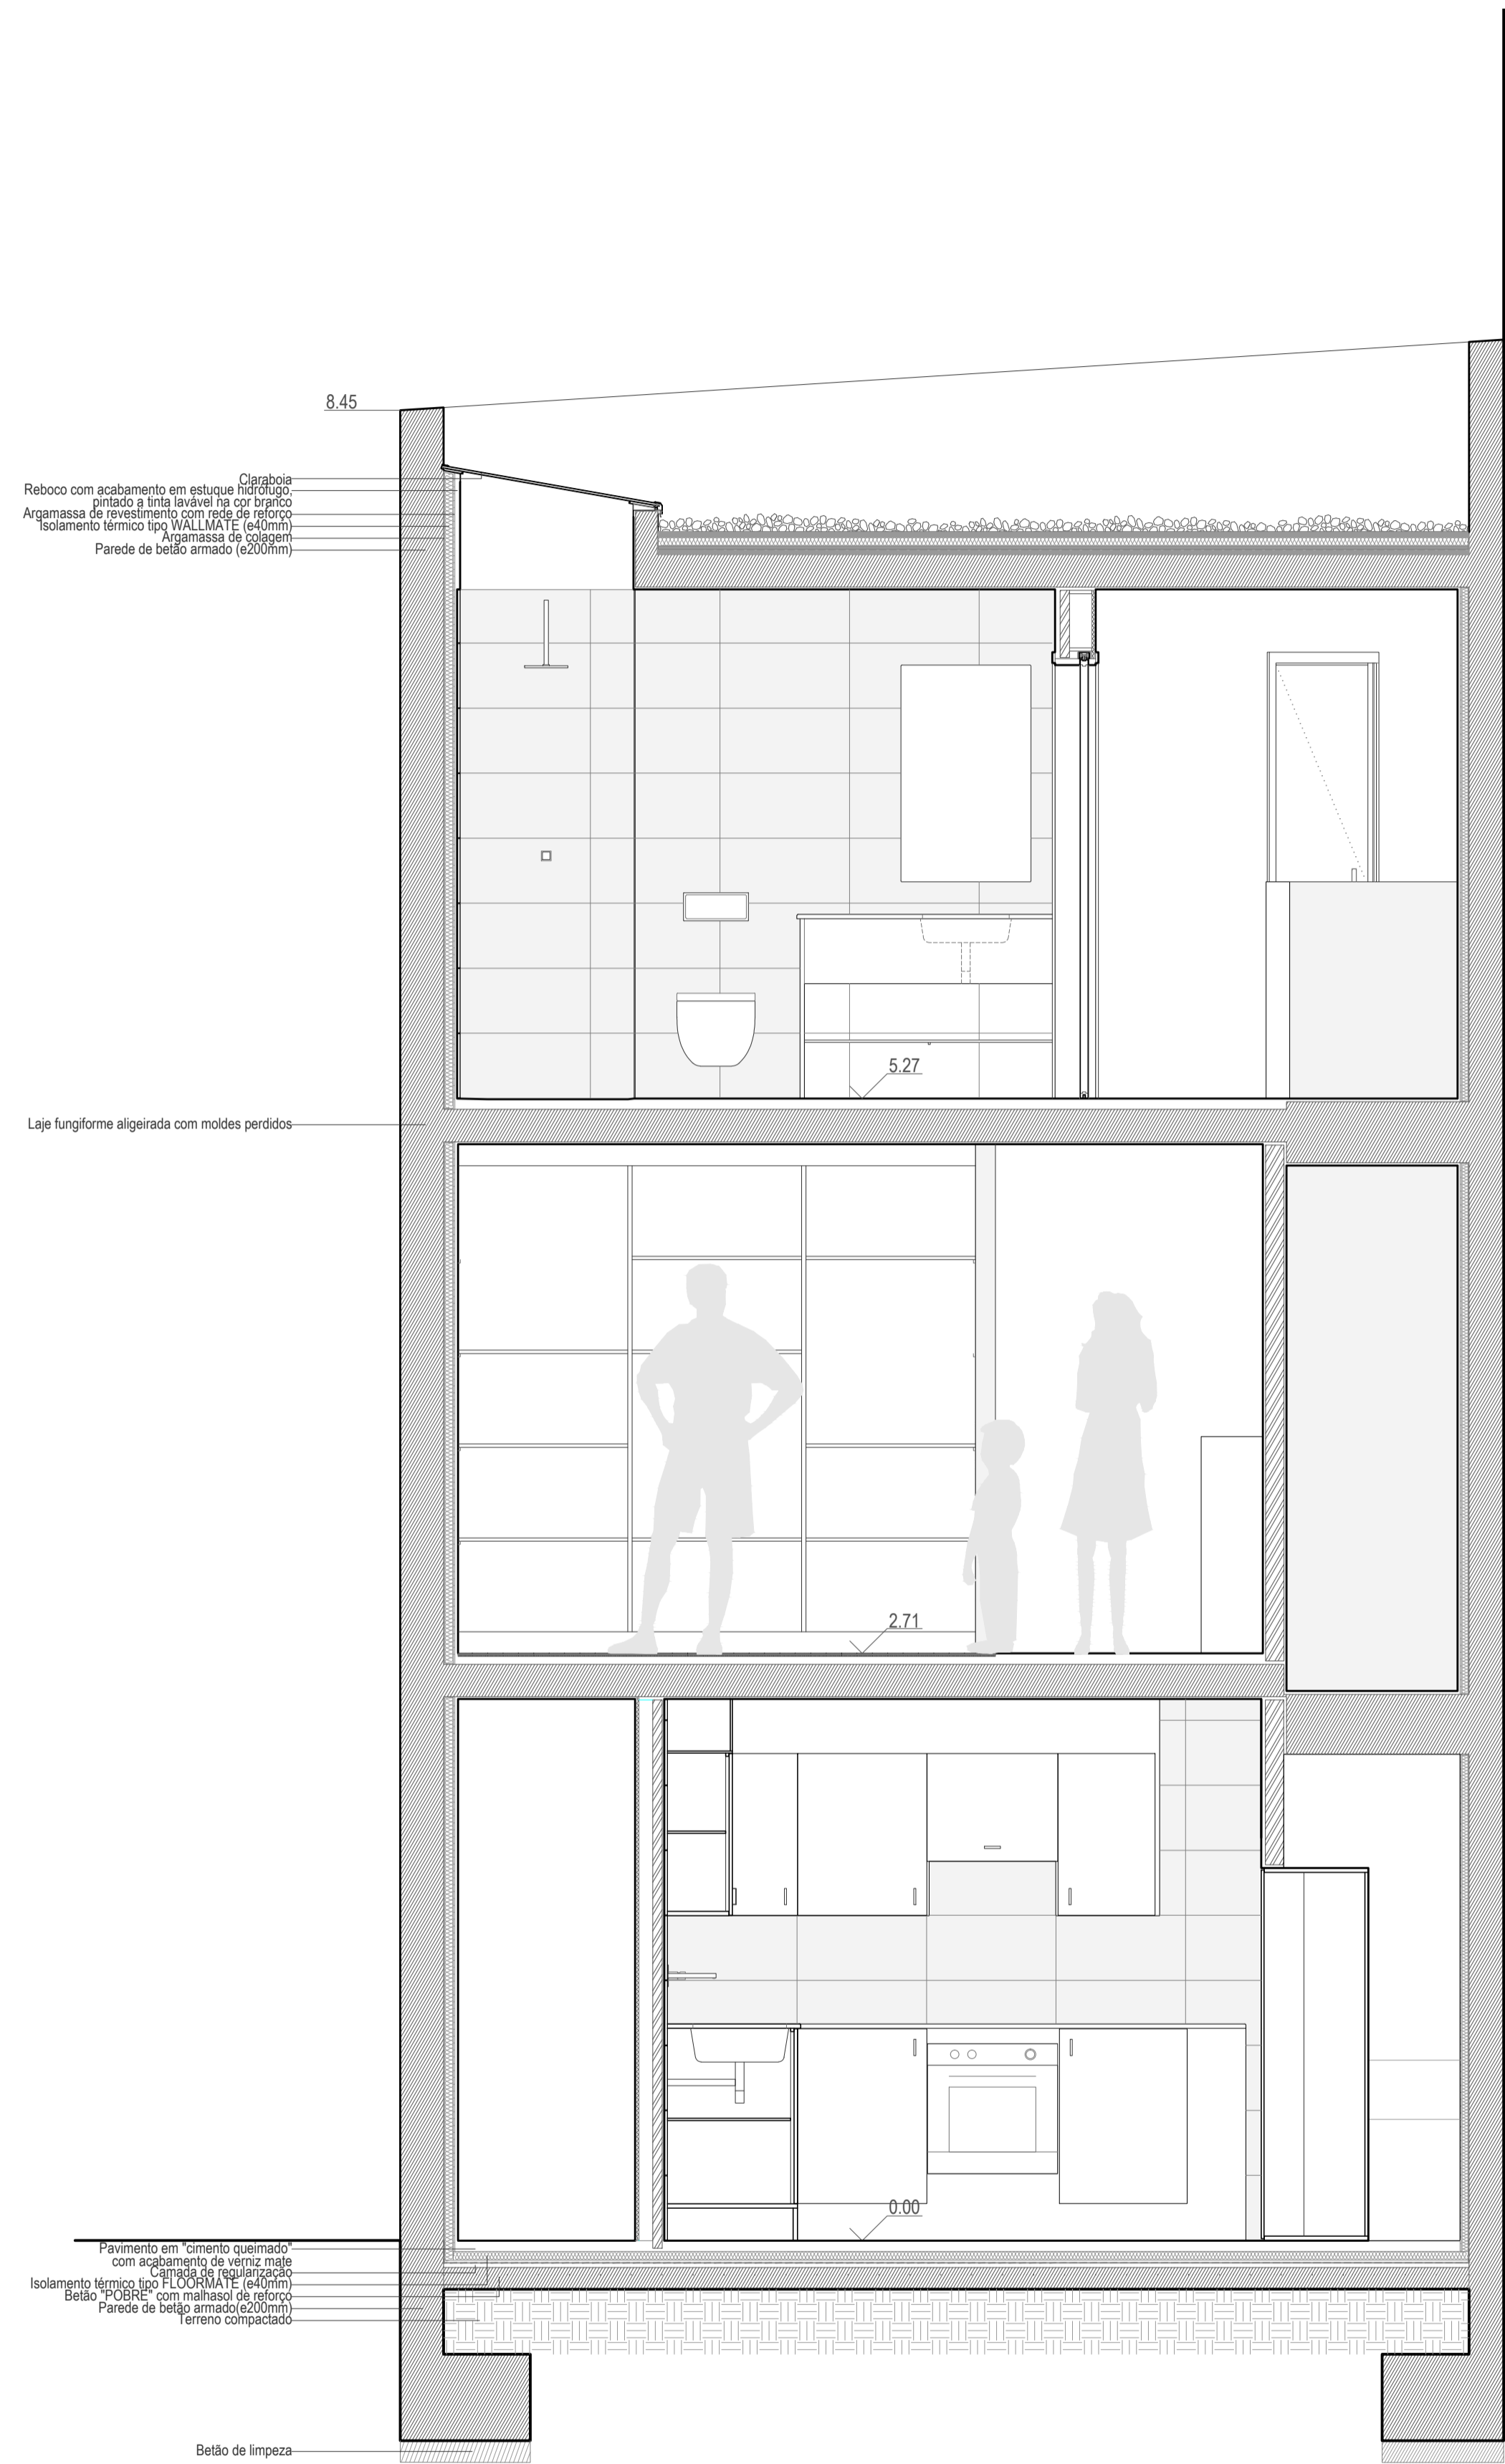 8.45
Claraboia
Reboco com acabamento em estuque hidrófugo,
pintado a tinta lavável na cor branco
Argamassa de revestimento com rede de reforço
Isolamento térmico tipo WALLMATE (e40mm)
Argamassa de colagem
Parede de betão armado (e200mm)
5.27
Laje fungiforme aligeirada com moldes perdidos
2.71
0.00
Pavimento em "cimento queimado"
com acabamento de verniz mate
Camada de regularização
Isolamento térmico tipo FLOORMATE (e40mm)
Betão "POBRE" com malhasol de reforço
Parede de betão armado(e200mm)
Terreno compactado
Betão de limpeza